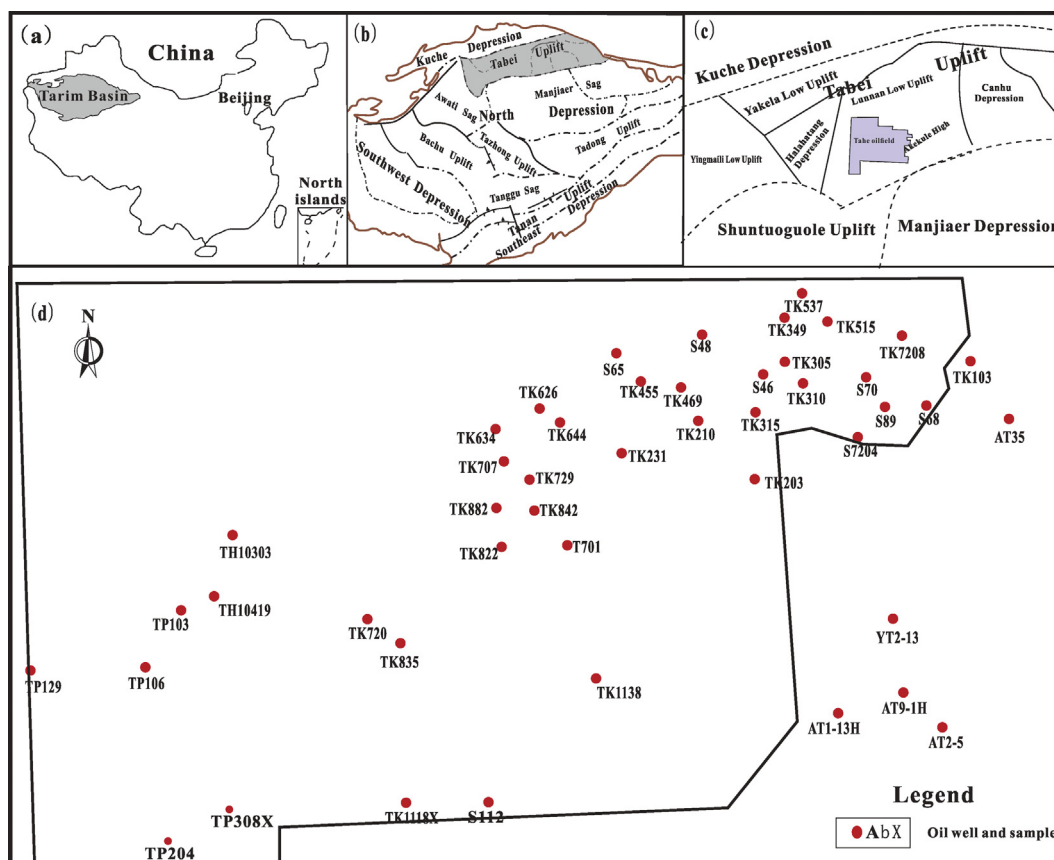 (a)
China
Tarim Basin
Beijing
North
islands
(b)
Kuche Depression
Tabei Uplift
Manjiaer Sag
Awati Sag
North
Depression
Bachu Uplift
Tazhong Uplift
Tadong Uplift
Southwest Depression
Tanggu Sag
Tanan Uplift
Southeast Depression
(c)
Kuche Depression
Tabei Uplift
Yakela Low Uplift
Lunnan Low Uplift
Canhu
Depression
Halahatang
Depression
Tahe oilfield
Akekule High
Yingmaili Low Uplift
Shuntuoguole Uplift
Manjiaer Depression
(d)
N
TK537
TK349
TK515
S48
TK7208
S65
TK305
TK103
TK455
S46
S70
TK469
TK310
TK626
S89
S68
TK315
AT35
TK634
TK644
TK210
S7204
TK231
TK707
TK729
TK203
TK882
TK842
TK822
T701
TH10303
TH10419
TP103
TK720
YT2-13
TK835
TP129
TP106
TK1138
AT9-1H
AT1-13H
AT2-5
TK1118X
S112
TP308X
TP204
Legend
AbX Oil well and sample